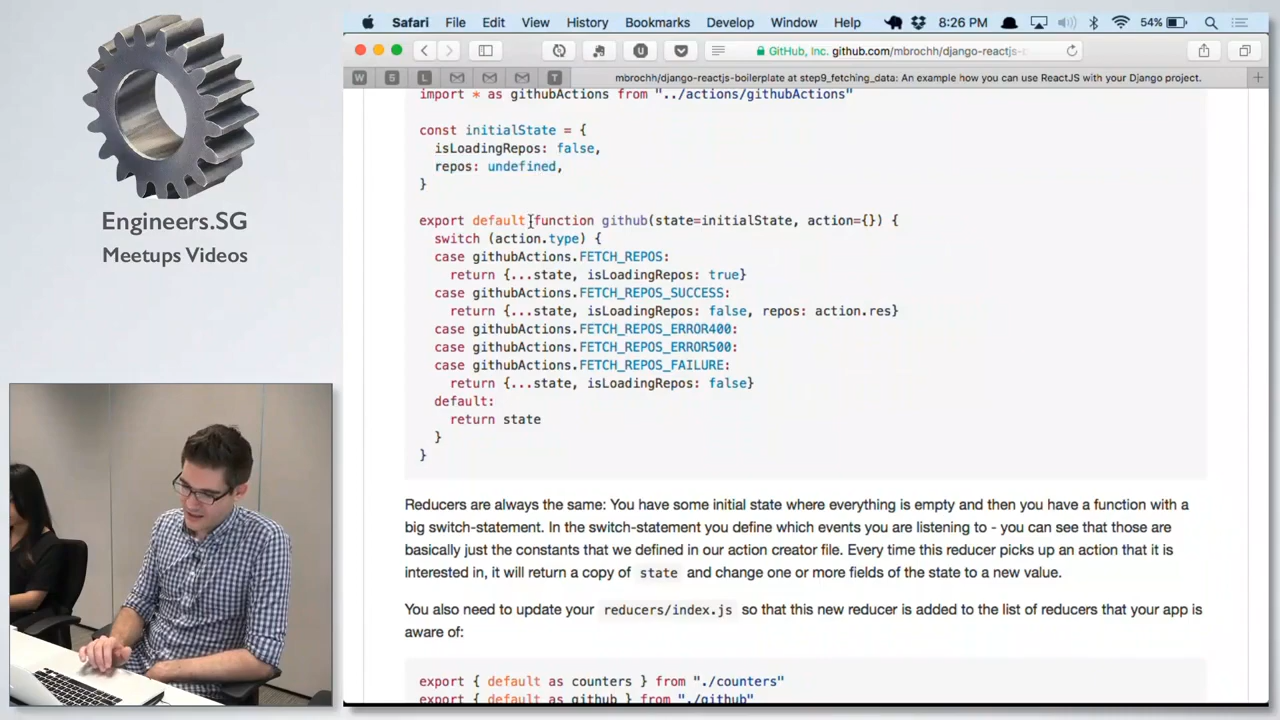 Safari File Edit View History Bookmarks Develop Window Help 8:26 PM 54%
GitHub, Inc. github.com/mbrochh/django-reactjs-
W 5 L T mbrochh/django-reactjs-boilerplate at step9_fetching_data: An example how you can use ReactJS with your Django project.
import * as githubActions from "../actions/githubActions"
const initialState = {
isLoadingRepos: false,
repos: undefined,
}
export default function github(state=initialState, action={}) {
switch (action.type) {
case githubActions.FETCH_REPOS:
return {...state, isLoadingRepos: true}
case githubActions.FETCH_REPOS_SUCCESS:
return {...state, isLoadingRepos: false, repos: action.res}
case githubActions.FETCH_REPOS_ERROR400:
case githubActions.FETCH_REPOS_ERROR500:
case githubActions.FETCH_REPOS_FAILURE:
return {...state, isLoadingRepos: false}
default:
return state
}
}
Reducers are always the same: You have some initial state where everything is empty and then you have a function with a
big switch-statement. In the switch-statement you define which events you are listening to - you can see that those are
basically just the constants that we defined in our action creator file. Every time this reducer picks up an action that it is
interested in, it will return a copy of state and change one or more fields of the state to a new value.
You also need to update your reducers/index.js so that this new reducer is added to the list of reducers that your app is
aware of:
export { default as counters } from "./counters"
export { default as github } from "./github"
Engineers.SG
Meetups Videos